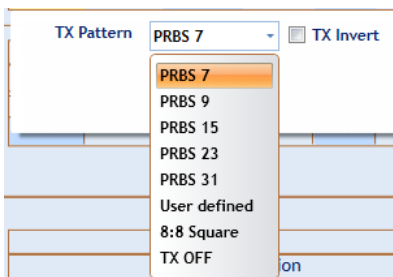 TX Pattern PRBS 7 TX Invert
PRBS 7
PRBS 9
PRBS 15
PRBS 23
PRBS 31
User defined
8:8 Square
TX OFF